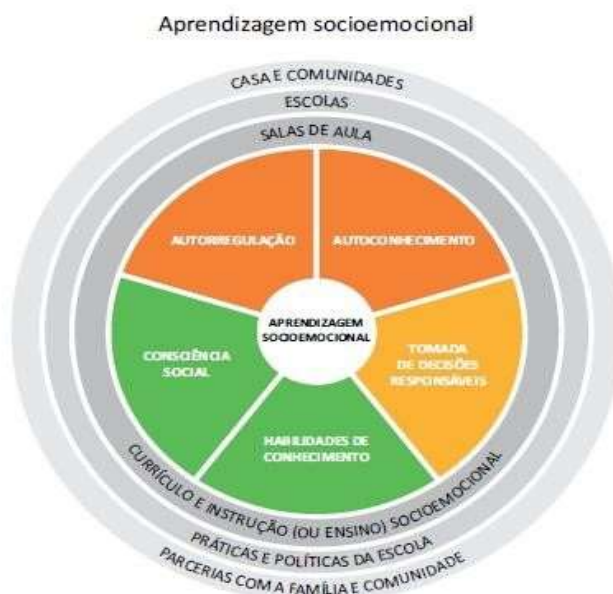 Aprendizagem socioemocional
CASA E COMUNIDADES
ESCOLAS
SALAS DE AULA
AUTORREGULAÇÃO
AUTOCONHECIMENTO
APRENDIZAGEM
SOCIOEMOCIONAL
CONSCIÊNCIA
SOCIAL
TOMADA
DE DECISÕES
RESPONSÁVEIS
HABILIDADES DE
CONHECIMENTO
CURRÍCULO E INSTRUÇÃO (OU ENSINO) SOCIOEMOCIONAL
PRÁTICAS E POLÍTICAS DA ESCOLA
PARCERIAS COM A FAMÍLIA E COMUNIDADE